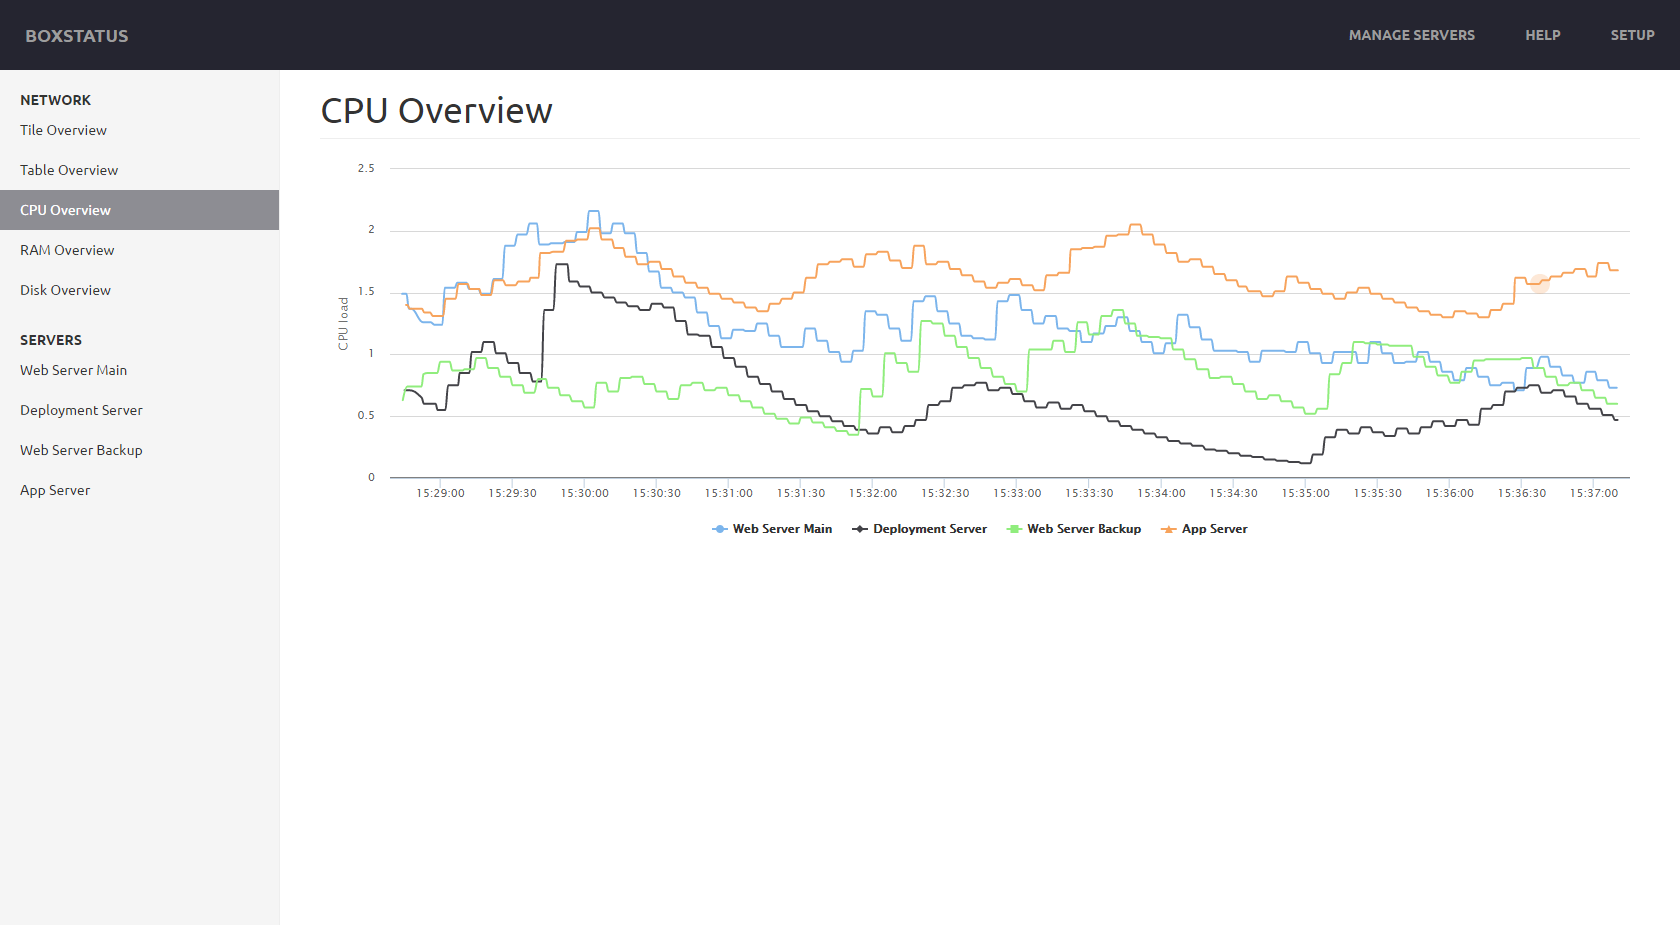 BOXSTATUS
MANAGE SERVERS HELP SETUP
NETWORK
Tile Overview
Table Overview
CPU Overview
RAM Overview
Disk Overview
SERVERS
Web Server Main
Deployment Server
Web Server Backup
App Server
CPU Overview
2.5
2
1.5
1
0.5
0
CPU load
15:29:00 15:29:30 15:30:00 15:30:30 15:31:00 15:31:30 15:32:00 15:32:30 15:33:00 15:33:30 15:34:00 15:34:30 15:35:00 15:35:30 15:36:00 15:36:30 15:37:00
Web Server Main Deployment Server Web Server Backup App Server